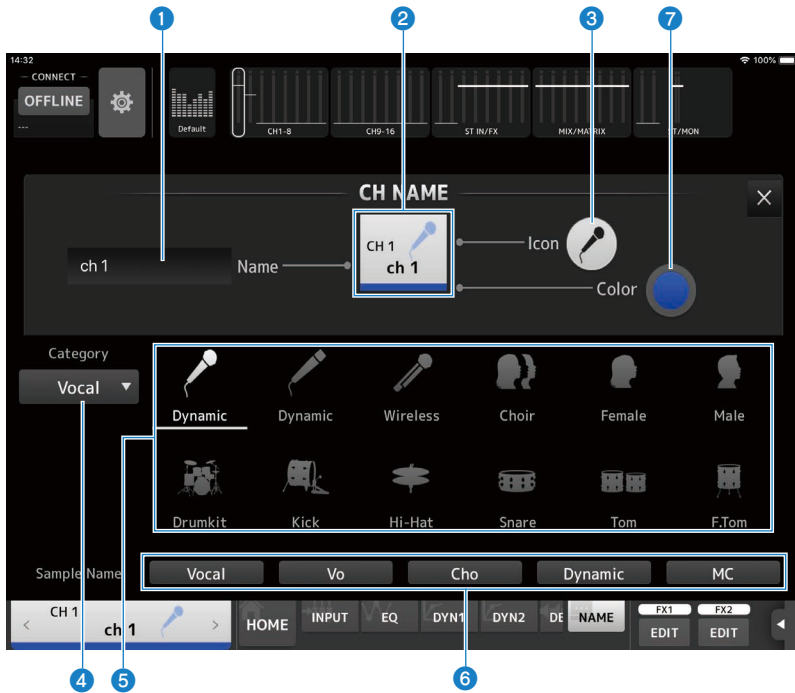 1 2 3 7
14:32 100%
CONNECT
OFFLINE
---
Default CH1-8 CH9-16 ST IN/FX MIX/MATRIX ST/MON
CH NAME
ch 1 Name CH 1 ch 1 Icon
Color
Category
Vocal
Dynamic Dynamic Wireless Choir Female Male
Drumkit Kick Hi-Hat Snare Tom F.Tom
Sample Name Vocal Vo Cho Dynamic MC
CH 1 ch 1 HOME INPUT EQ DYN1 DYN2 DE NAME FX1 FX2
EDIT EDIT
4 5 6